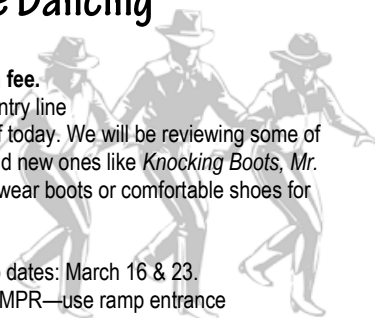 e Dancing
fee.
ntry line
f today. We will be reviewing some of
d new ones like Knocking Boots, Mr.
wear boots or comfortable shoes for
dates: March 16 & 23.
MPR—use ramp entrance